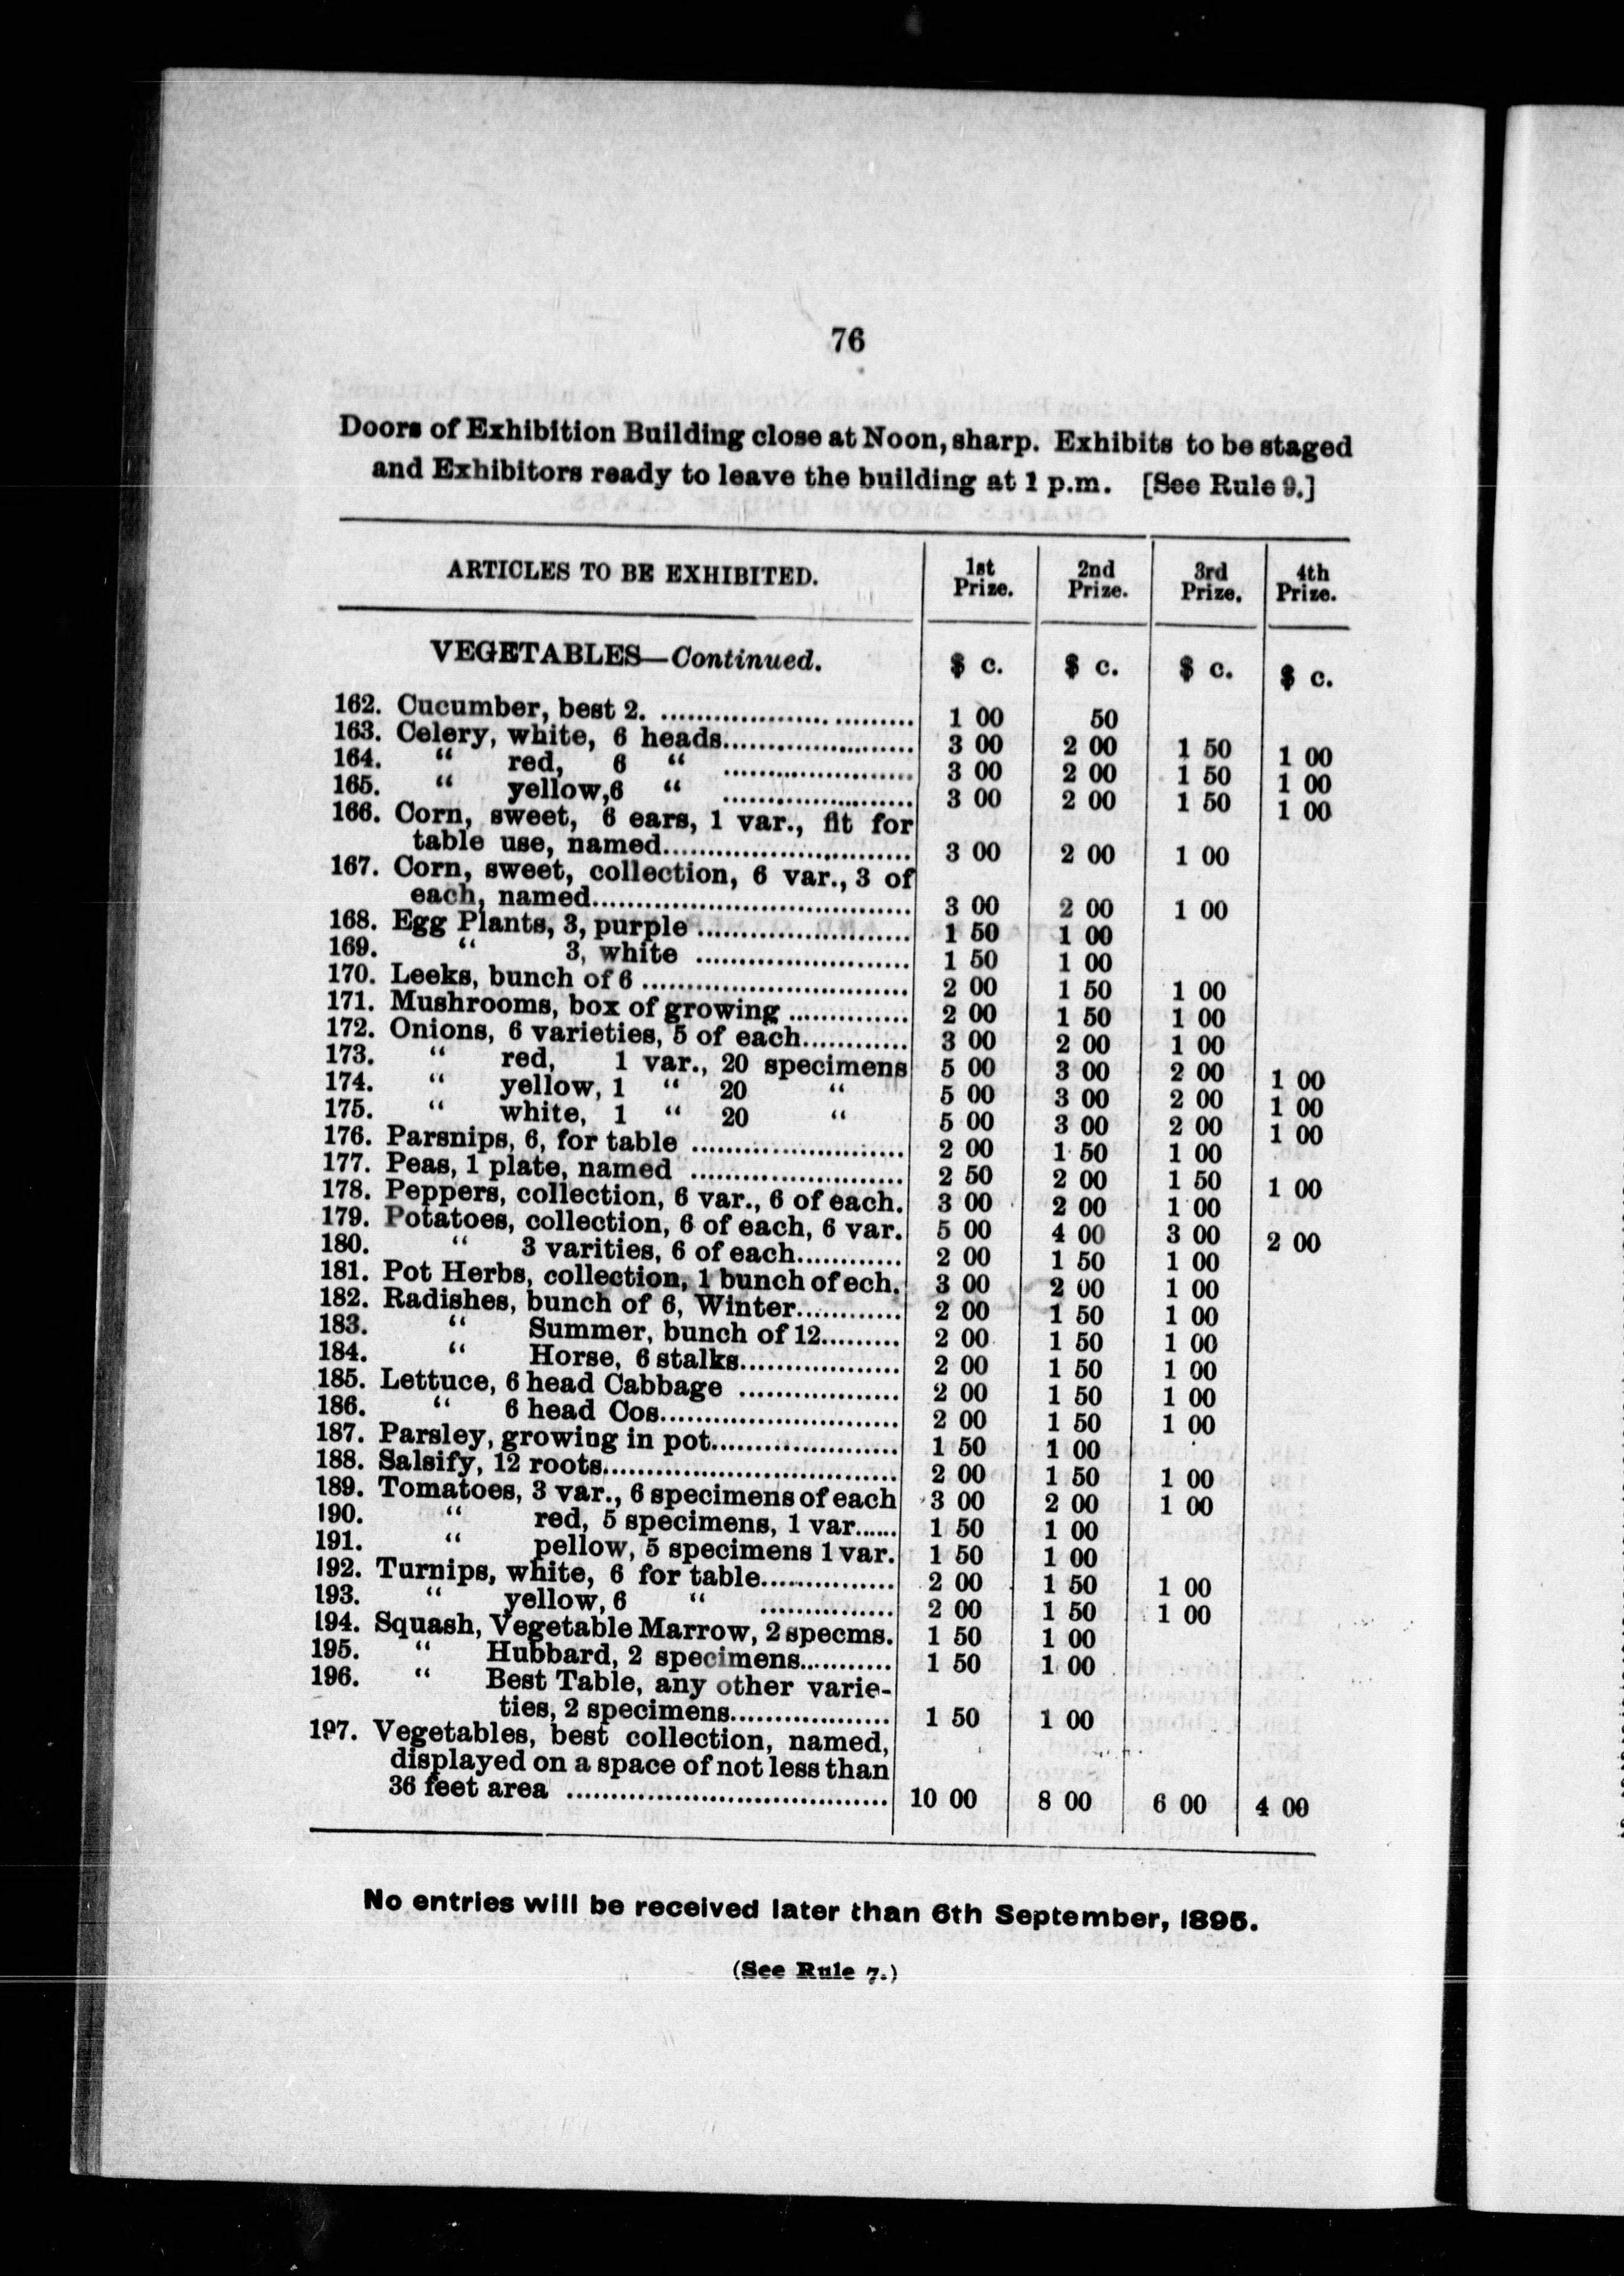 76
Doors of Exhibition Building close at Noon, sharp. Exhibits to be staged
and Exhibitors ready to leave the building at 1 p.m. [See Rule 9.]
ARTICLES TO BE EXHIBITED. 1st Prize. 2nd Prize. 3rd Prize. 4th Prize.
VEGETABLES—Continued. $ c. $ c. $ c. $ c.
162. Cucumber, best 2. .............................. 1 00 50
163. Celery, white, 6 heads...................... 3 00 2 00 1 50 1 00
164. “ red, 6 “ ...................... 3 00 2 00 1 50 1 00
165. “ yellow,6 “ ...................... 3 00 2 00 1 50 1 00
166. Corn, sweet, 6 ears, 1 var., fit for
table use, named............................ 3 00 2 00 1 00
167. Corn, sweet, collection, 6 var., 3 of
each, named.................................... 3 00 2 00 1 00
168. Egg Plants, 3, purple ........................ 1 50 1 00
169. “ 3, white ........................ 1 50 1 00
170. Leeks, bunch of 6 .............................. 2 00 1 50 1 00
171. Mushrooms, box of growing .............. 2 00 1 50 1 00
172. Onions, 6 varieties, 5 of each............ 3 00 2 00 1 00
173. “ red, 1 var., 20 specimens 5 00 3 00 2 00 1 00
174. “ yellow, 1 “ 20 “ 5 00 3 00 2 00 1 00
175. “ white, 1 “ 20 “ 5 00 3 00 2 00 1 00
176. Parsnips, 6, for table ........................ 2 00 1 50 1 00
177. Peas, 1 plate, named ........................ 2 50 2 00 1 50 1 00
178. Peppers, collection, 6 var., 6 of each. 3 00 2 00 1 00
179. Potatoes, collection, 6 of each, 6 var. 5 00 4 00 3 00 2 00
180. “ 3 varities, 6 of each............ 2 00 1 50 1 00
181. Pot Herbs, collection, 1 bunch of ech. 3 00 2 00 1 00
182. Radishes, bunch of 6, Winter............ 2 00 1 50 1 00
183. “ Summer, bunch of 12......... 2 00 1 50 1 00
184. “ Horse, 6 stalks.................. 2 00 1 50 1 00
185. Lettuce, 6 head Cabbage .................. 2 00 1 50 1 00
186. “ 6 head Cos........................... 2 00 1 50 1 00
187. Parsley, growing in pot..................... 1 50 1 00
188. Salsify, 12 roots................................. 2 00 1 50 1 00
189. Tomatoes, 3 var., 6 specimens of each 3 00 2 00 1 00
190. “ red, 5 specimens, 1 var...... 1 50 1 00
191. “ pellow, 5 specimens 1 var. 1 50 1 00
192. Turnips, white, 6 for table............... 2 00 1 50 1 00
193. “ yellow, 6 “ ............... 2 00 1 50 1 00
194. Squash, Vegetable Marrow, 2 specms. 1 50 1 00
195. “ Hubbard, 2 specimens........... 1 50 1 00
196. “ Best Table, any other varie-
ties, 2 specimens.................. 1 50 1 00
197. Vegetables, best collection, named,
displayed on a space of not less than
36 feet area .................................... 10 00 8 00 6 00 4 00
No entries will be received later than 6th September, 1895.
(See Rule 7.)